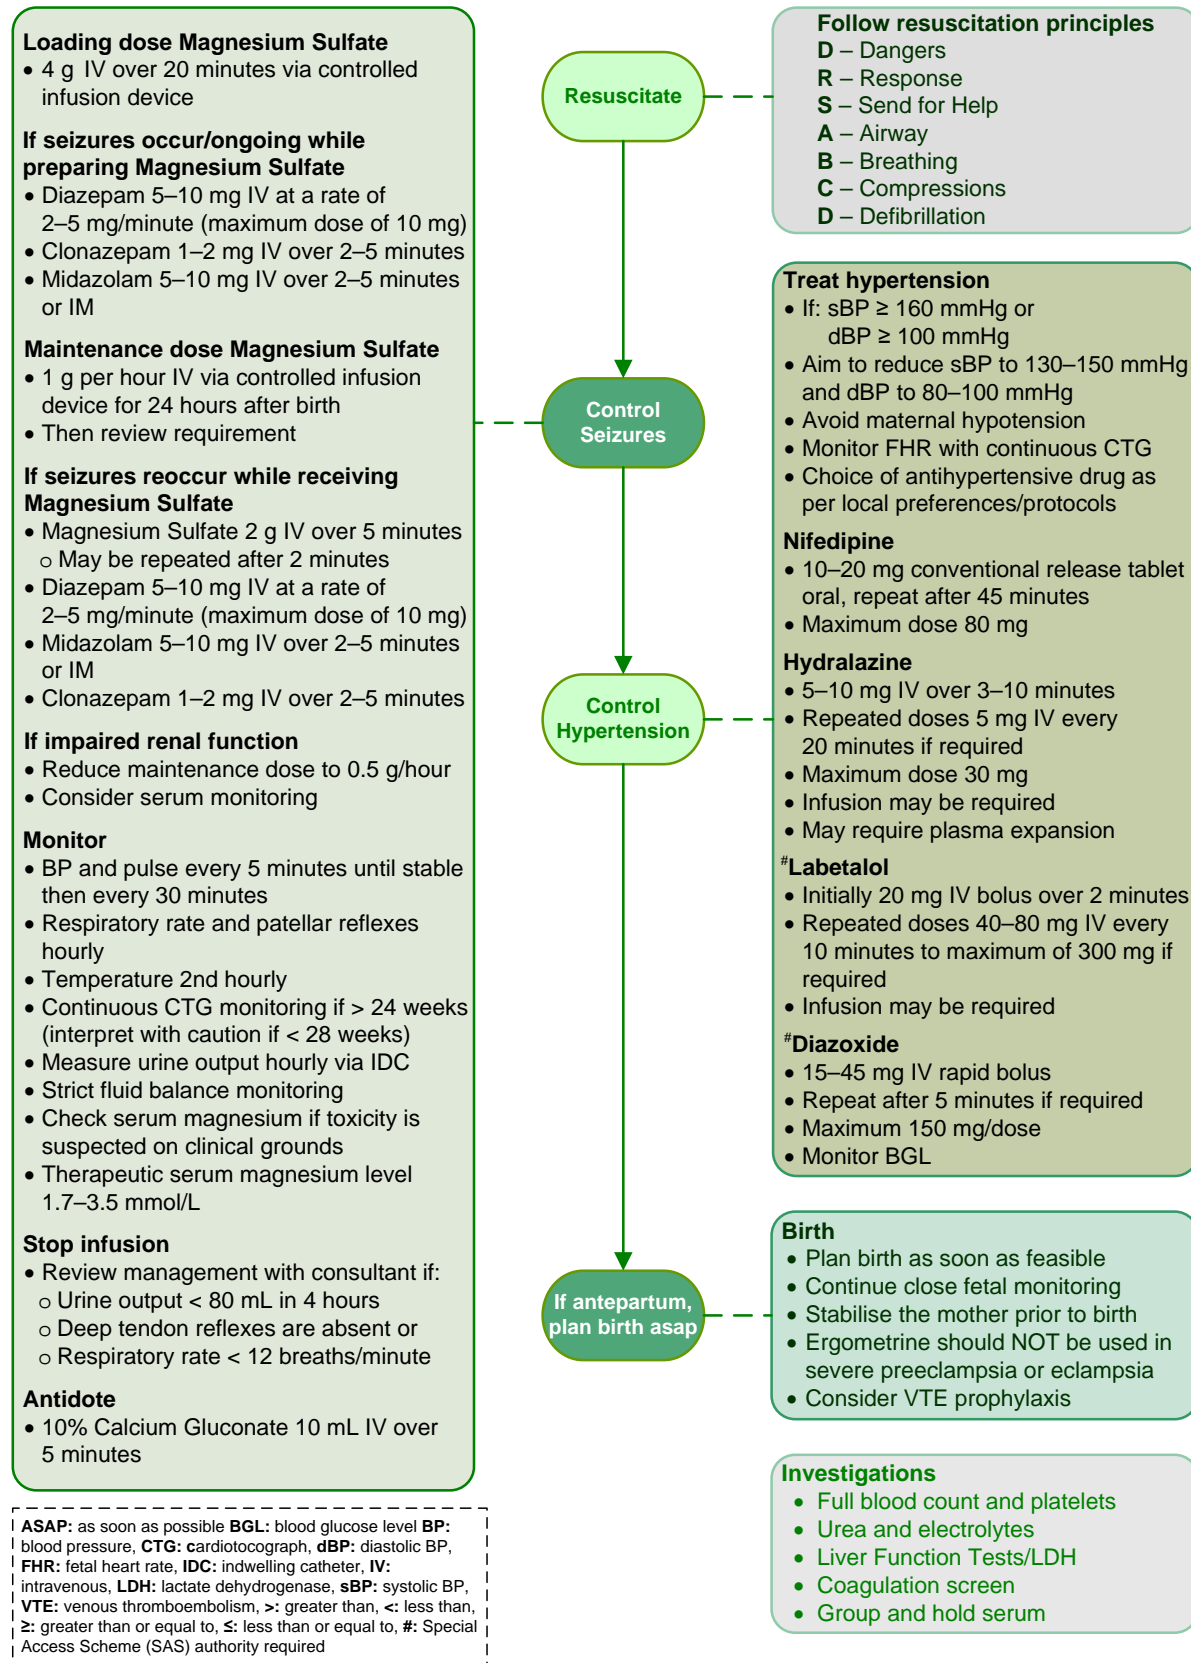 Loading dose Magnesium Sulfate
• 4 g IV over 20 minutes via controlled
infusion device
If seizures occur/ongoing while
preparing Magnesium Sulfate
• Diazepam 5–10 mg IV at a rate of
2–5 mg/minute (maximum dose of 10 mg)
• Clonazepam 1–2 mg IV over 2–5 minutes
• Midazolam 5–10 mg IV over 2–5 minutes
or IM
Maintenance dose Magnesium Sulfate
• 1 g per hour IV via controlled infusion
device for 24 hours after birth
• Then review requirement
If seizures reoccur while receiving
Magnesium Sulfate
• Magnesium Sulfate 2 g IV over 5 minutes
o May be repeated after 2 minutes
• Diazepam 5–10 mg IV at a rate of
2–5 mg/minute (maximum dose of 10 mg)
• Midazolam 5–10 mg IV over 2–5 minutes
or IM
• Clonazepam 1–2 mg IV over 2–5 minutes
If impaired renal function
• Reduce maintenance dose to 0.5 g/hour
• Consider serum monitoring
Monitor
• BP and pulse every 5 minutes until stable
then every 30 minutes
• Respiratory rate and patellar reflexes
hourly
• Temperature 2nd hourly
• Continuous CTG monitoring if > 24 weeks
(interpret with caution if < 28 weeks)
• Measure urine output hourly via IDC
• Strict fluid balance monitoring
• Check serum magnesium if toxicity is
suspected on clinical grounds
• Therapeutic serum magnesium level
1.7–3.5 mmol/L
Stop infusion
• Review management with consultant if:
o Urine output < 80 mL in 4 hours
o Deep tendon reflexes are absent or
o Respiratory rate < 12 breaths/minute
Antidote
• 10% Calcium Gluconate 10 mL IV over
5 minutes
ASAP: as soon as possible BGL: blood glucose level BP:
blood pressure, CTG: cardiotocograph, dBP: diastolic BP,
FHR: fetal heart rate, IDC: indwelling catheter, IV:
intravenous, LDH: lactate dehydrogenase, sBP: systolic BP,
VTE: venous thromboembolism, >: greater than, <: less than,
≥: greater than or equal to, ≤: less than or equal to, #: Special
Access Scheme (SAS) authority required
Resuscitate
Control
Seizures
Control
Hypertension
If antepartum,
plan birth asap
Follow resuscitation principles
D – Dangers
R – Response
S – Send for Help
A – Airway
B – Breathing
C – Compressions
D – Defibrillation
Treat hypertension
• If: sBP ≥ 160 mmHg or
dBP ≥ 100 mmHg
• Aim to reduce sBP to 130–150 mmHg
and dBP to 80–100 mmHg
• Avoid maternal hypotension
• Monitor FHR with continuous CTG
• Choice of antihypertensive drug as
per local preferences/protocols
Nifedipine
• 10–20 mg conventional release tablet
oral, repeat after 45 minutes
• Maximum dose 80 mg
Hydralazine
• 5–10 mg IV over 3–10 minutes
• Repeated doses 5 mg IV every
20 minutes if required
• Maximum dose 30 mg
• Infusion may be required
• May require plasma expansion
#Labetalol
• Initially 20 mg IV bolus over 2 minutes
• Repeated doses 40–80 mg IV every
10 minutes to maximum of 300 mg if
required
• Infusion may be required
#Diazoxide
• 15–45 mg IV rapid bolus
• Repeat after 5 minutes if required
• Maximum 150 mg/dose
• Monitor BGL
Birth
• Plan birth as soon as feasible
• Continue close fetal monitoring
• Stabilise the mother prior to birth
• Ergometrine should NOT be used in
severe preeclampsia or eclampsia
• Consider VTE prophylaxis
Investigations
• Full blood count and platelets
• Urea and electrolytes
• Liver Function Tests/LDH
• Coagulation screen
• Group and hold serum